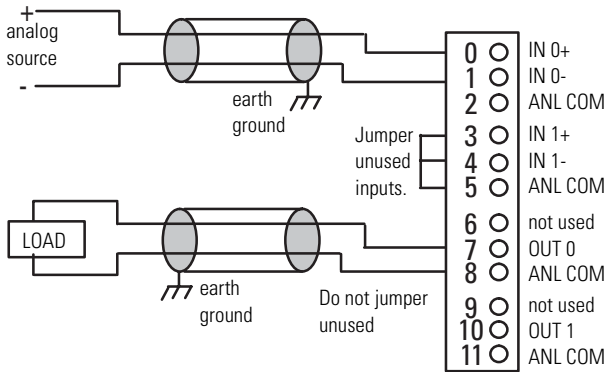 +
analog
source
-
earth
ground
Jumper
unused
inputs.
LOAD
earth
ground
Do not jumper
unused
0 IN 0+
1 IN 0-
2 ANL COM
3 IN 1+
4 IN 1-
5 ANL COM
6 not used
7 OUT 0
8 ANL COM
9 not used
10 OUT 1
11 ANL COM